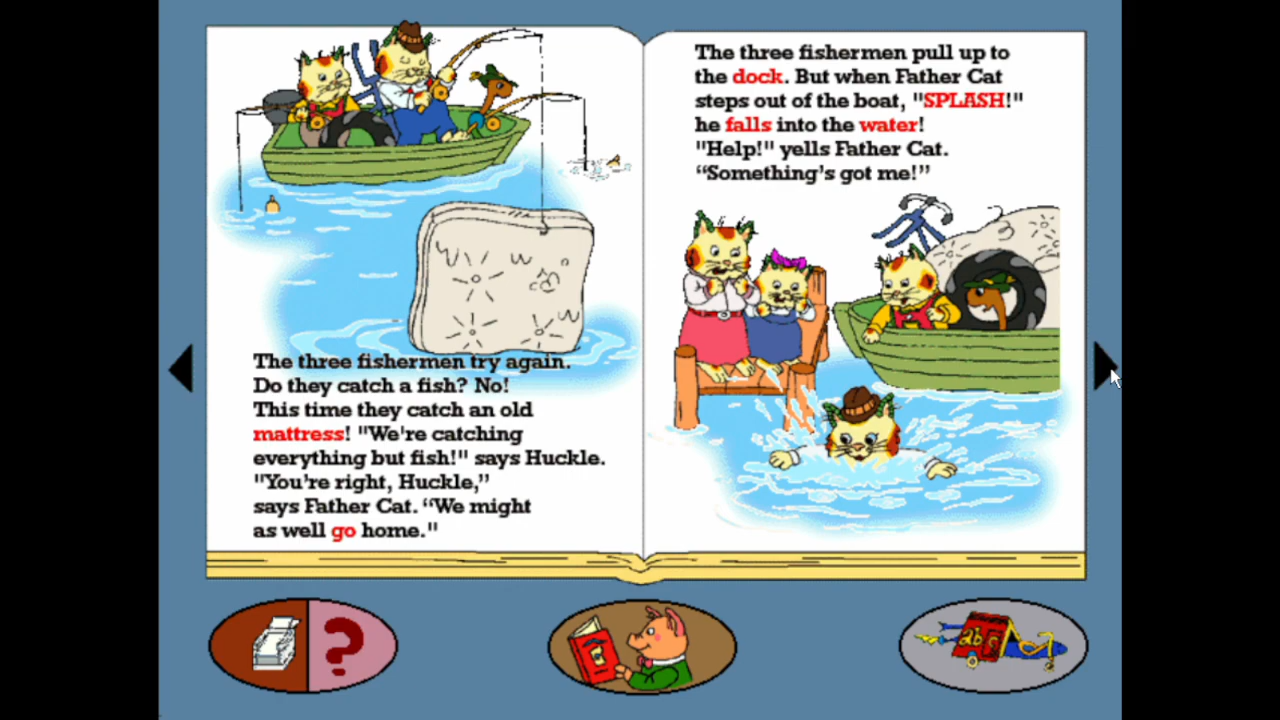 The three fishermen try again.
Do they catch a fish? No!
This time they catch an old
mattress! "We're catching
everything but fish!" says Huckle.
"You're right, Huckle,”
says Father Cat. “We might
as well go home."
The three fishermen pull up to
the dock. But when Father Cat
steps out of the boat, "SPLASH!"
he falls into the water!
"Help!" yells Father Cat.
“Something's got me!”
?
abc